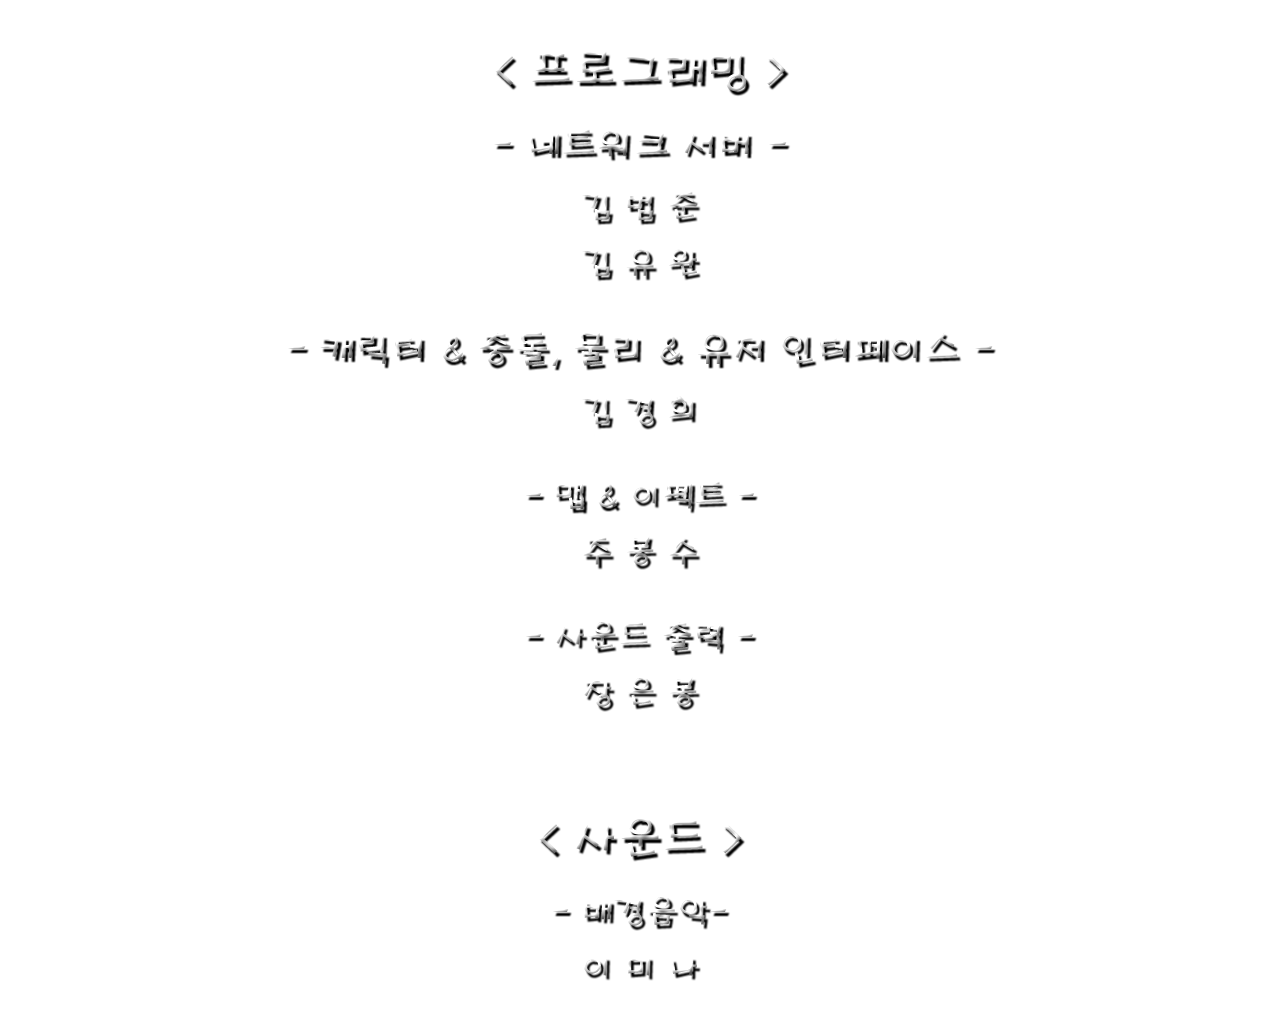 < 프로그래밍 >
- 네트워크 서버 -
김 범 준
김 유 완
- 캐릭터 & 충돌, 물리 & 유저 인터페이스 -
김 경 희
- 맵 & 이펙트 -
주 봉 수
- 사운드 출력 -
장 은 봉
< 사운드 >
- 배경음악-
이 미 나